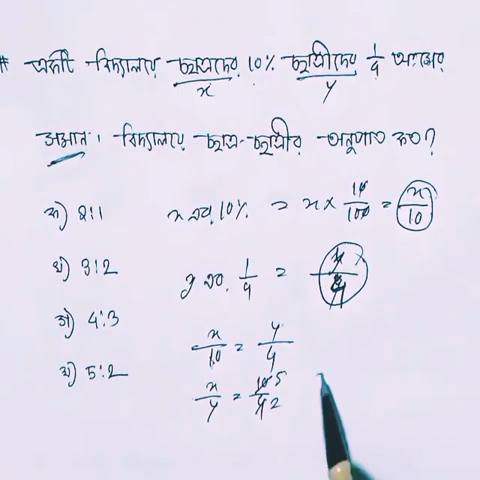 # একটি বিদ্যালয়ে ছাত্রদের 10% ছাত্রীদের 1/4 অংশের
x y
সমান। বিদ্যালয়ে ছাত্র-ছাত্রীর অনুপাত কত?
ক) 2:1
x এর 10% = x × 10/100 = x/10
খ) 3:2
y এর 1/4 = y/4
গ) 4:3
x/10 = y/4
ঘ) 5:2
x/y = 10/4 5 2